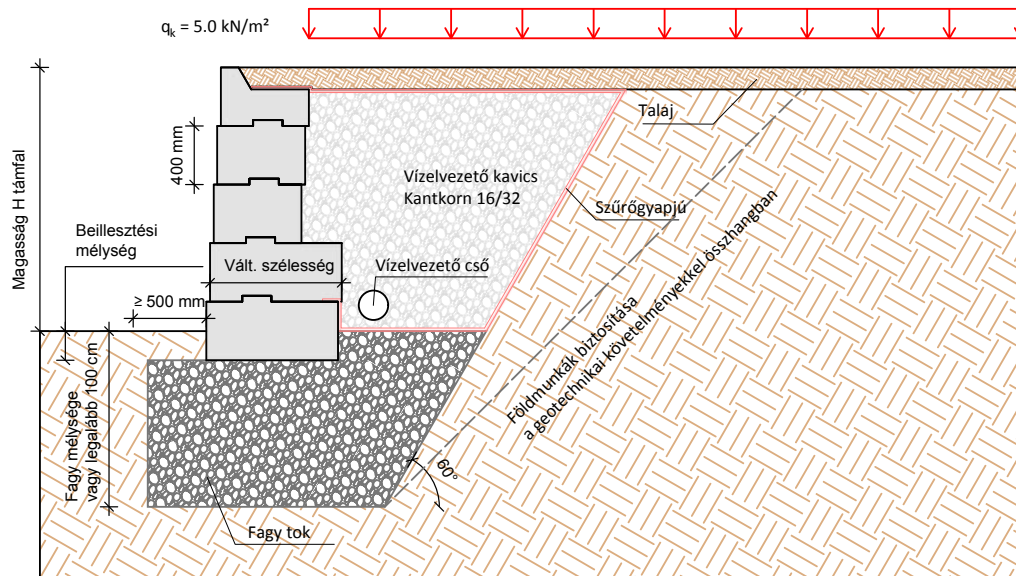 qk = 5.0 kN/m²
Talaj
400 mm
Magasság H támfal
Vízelvezető kavics
Kantkorn 16/32
Szűrőgyapjú
Beillesztési
mélység
Vált. szélesség
Vízelvezető cső
≥ 500 mm
Földmunkák biztosítása
a geotechnikai követelményekkel összhangban
Fagy mélysége
vagy legalább 100 cm
60°
Fagy tok